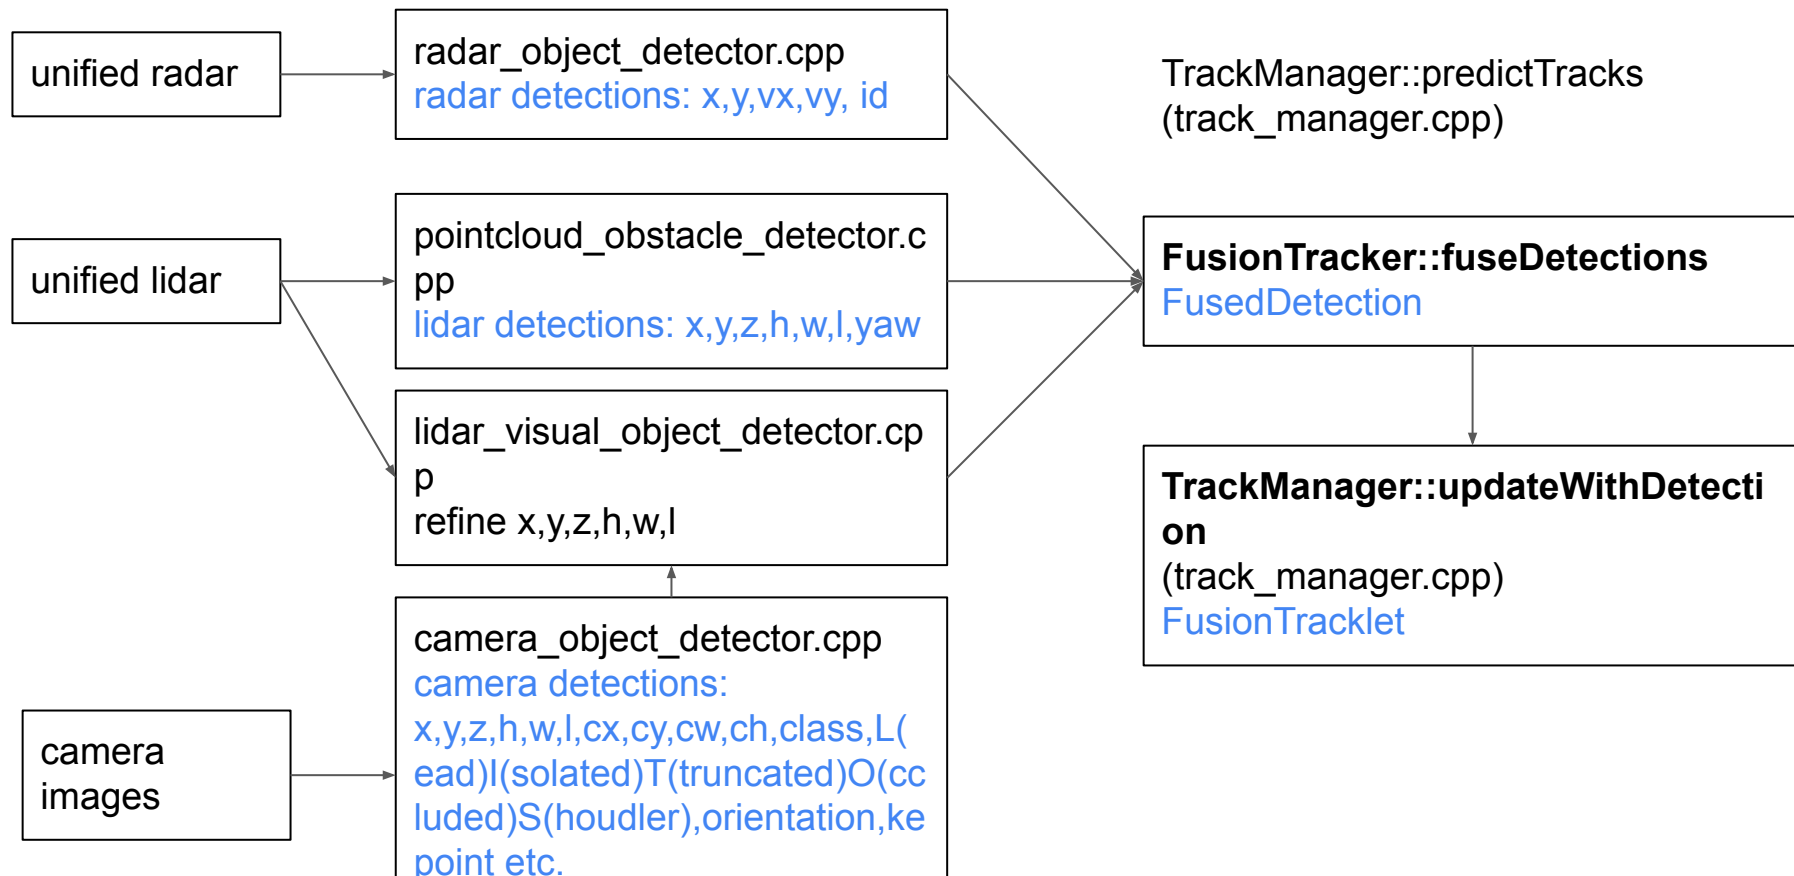 unified radar
radar_object_detector.cpp
radar detections: x,y,vx,vy, id
TrackManager::predictTracks
(track_manager.cpp)
unified lidar
pointcloud_obstacle_detector.c
pp
lidar detections: x,y,z,h,w,l,yaw
FusionTracker::fuseDetections
FusedDetection
lidar_visual_object_detector.cp
p
refine x,y,z,h,w,l
TrackManager::updateWithDetecti
on
(track_manager.cpp)
FusionTracklet
camera
images
camera_object_detector.cpp
camera detections:
x,y,z,h,w,l,cx,cy,cw,ch,class,L(
ead)I(solated)T(truncated)O(cc
luded)S(houdler),orientation,ke
point etc.